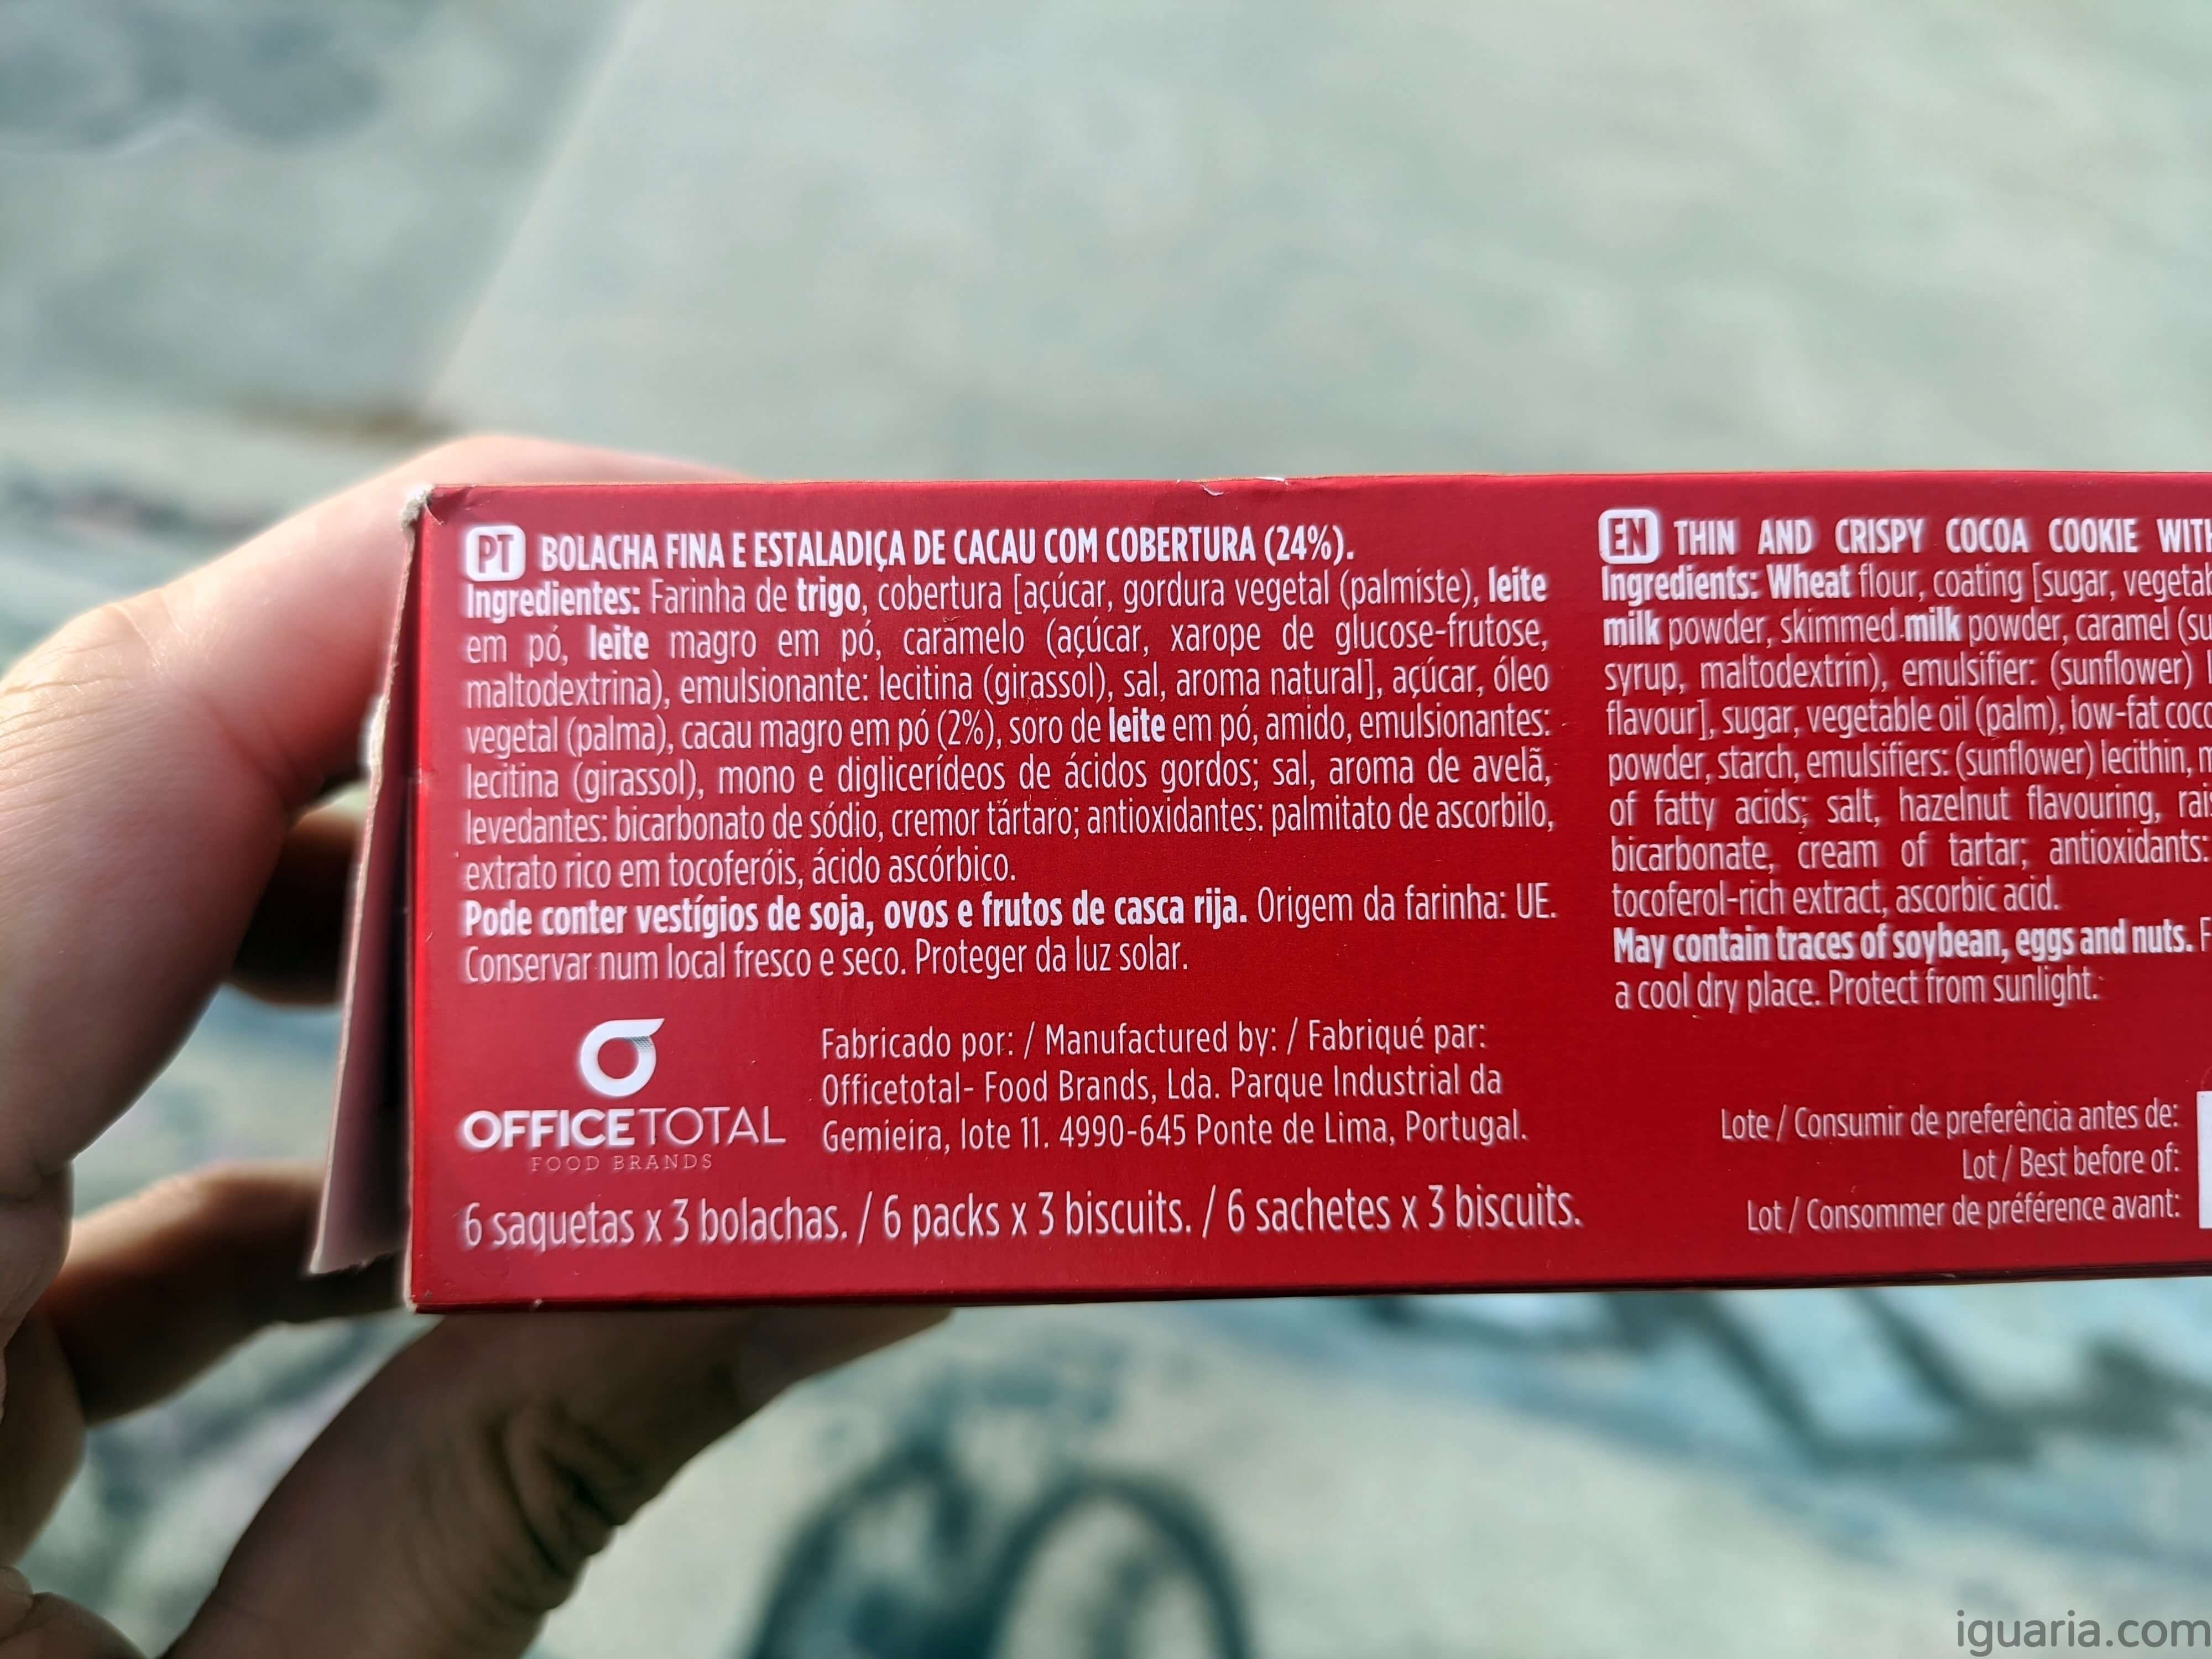 PT BOLACHA FINA E ESTALADIÇA DE CACAU COM COBERTURA (24%).
Ingredientes: Farinha de trigo, cobertura [açúcar, gordura vegetal (palmiste), leite
em pó, leite magro em pó, caramelo (açúcar, xarope de glucose-frutose,
maltodextrina), emulsionante: lecitina (girassol), sal, aroma natural], açúcar, óleo
vegetal (palma), cacau magro em pó (2%), soro de leite em pó, amido, emulsionantes:
lecitina (girassol), mono e diglicerídeos de ácidos gordos; sal, aroma de avelã,
levedantes: bicarbonato de sódio, cremor tártaro; antioxidantes: palmitato de ascorbilo,
extrato rico em tocoferóis, ácido ascórbico.
Pode conter vestígios de soja, ovos e frutos de casca rija. Origem da farinha: UE.
Conservar num local fresco e seco. Proteger da luz solar.
OFFICETOTAL
FOOD BRANDS
Fabricado por: / Manufactured by: / Fabriqué par:
Officetotal- Food Brands, Lda. Parque Industrial da
Gemieira, lote 11. 4990-645 Ponte de Lima, Portugal.
6 saquetas x 3 bolachas. / 6 packs x 3 biscuits. / 6 sachetes x 3 biscuits.
EN THIN AND CRISPY COCOA COOKIE WITH
Ingredients: Wheat flour, coating [sugar,
milk powder, skimmed milk powder, caramel
syrup, maltodextrin), emulsifier: (sunflower)
flavour], sugar, vegetable oil (palm), low-fat
powder, starch, emulsifiers: (sunflower) lecithin,
of fatty acids; salt, hazelnut flavouring,
bicarbonate, cream of tartar; antioxidants:
tocoferol-rich extract, ascorbic acid.
May contain traces of soybean, eggs and nuts.
a cool dry place. Protect from sunlight.
Lote / Consumir de preferência antes de:
Lot / Best before of:
Lot / Consommer de préférence avant:
iguaria.com